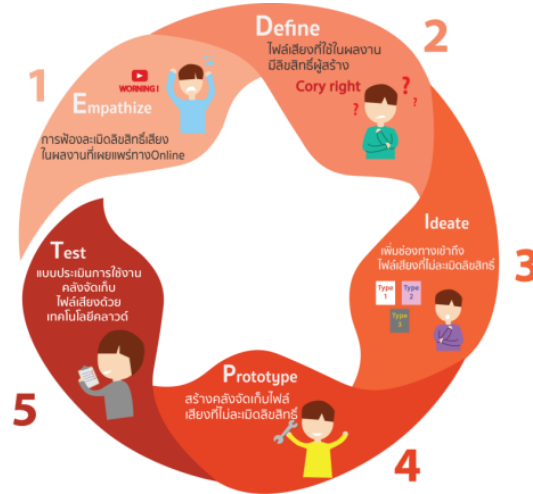 1
WORNING !
Empathize
การฟ้องละเมิดลิขสิทธิ์เสียง
ในผลงานที่เผยแพร่ทางOnline
2
Define
ไฟล์เสียงที่ใช้ในผลงาน
มีลิขสิทธิ์ผู้สร้าง
Cory right
? ? ?
3
Ideate
เพิ่มช่องทางเข้าถึง
ไฟล์เสียงที่ไม่ละเมิดลิขสิทธิ์
Type 1
Type 2
Type 3
4
Prototype
สร้างคลังจัดเก็บไฟล์
เสียงที่ไม่ละเมิดลิขสิทธิ์
5
Test
แบบประเมินการใช้งาน
คลังจัดเก็บ
ไฟล์เสียงด้วย
เทคโนโลยีคลาวด์